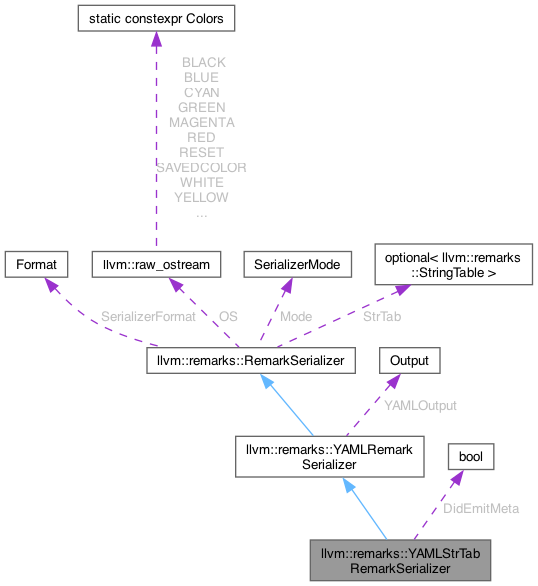 static constexpr Colors
BLACK
BLUE
CYAN
GREEN
MAGENTA
RED
RESET
SAVEDCOLOR
WHITE
YELLOW
...
Format
llvm::raw_ostream
SerializerMode
optional< llvm::remarks
::StringTable >
SerializerFormat
OS
Mode
StrTab
llvm::remarks::RemarkSerializer
Output
YAMLOutput
llvm::remarks::YAMLRemark
Serializer
bool
DidEmitMeta
llvm::remarks::YAMLStrTab
RemarkSerializer